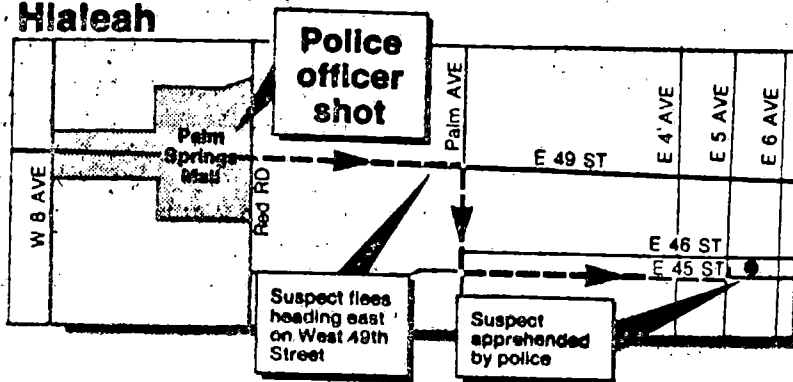 Hialeah
Police
officer
shot
Palm
Springs
Mall
W 8 AVE
Red RD
Palm AVE
E 49 ST
E 4 AVE
E 5 AVE
E 6 AVE
E 46 ST
E 45 ST
Suspect flees
heading east
on West 49th
Street
Suspect
apprehended
by police